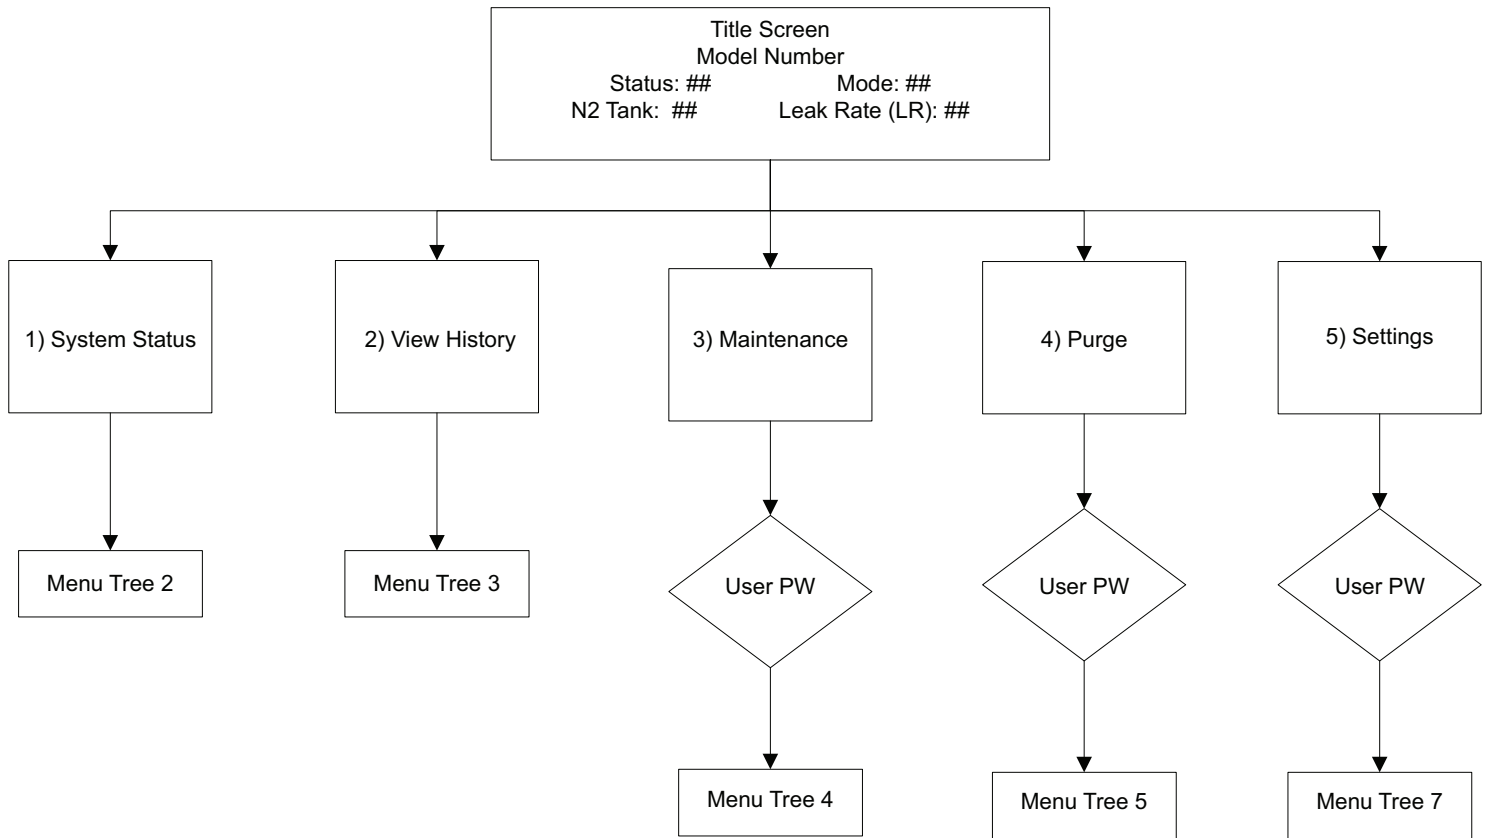 Title Screen
Model Number
Status: ## Mode: ##
N2 Tank: ## Leak Rate (LR): ##
1) System Status
2) View History
3) Maintenance
4) Purge
5) Settings
Menu Tree 2
Menu Tree 3
User PW
User PW
User PW
Menu Tree 4
Menu Tree 5
Menu Tree 7